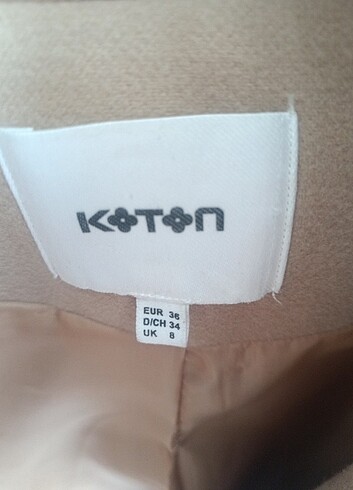 KOTON
EUR 36
D/CH 34
UK 8